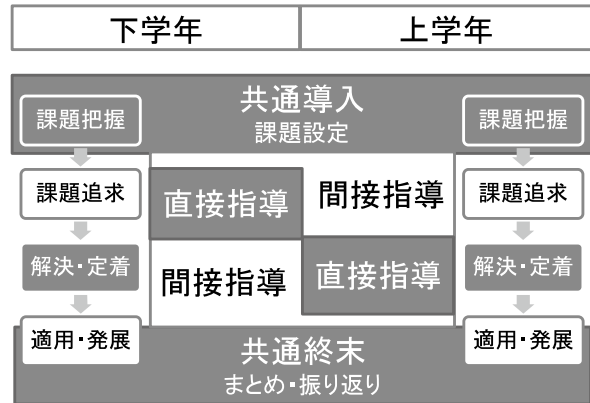 下学年
上学年
共通導入
課題設定
課題把握
課題把握
課題追求
直接指導
間接指導
課題追求
解決・定着
間接指導
直接指導
解決・定着
適用・発展
共通終末
まとめ・振り返り
適用・発展